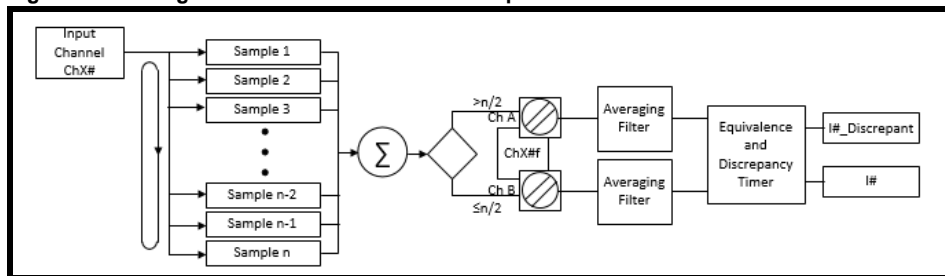 Input
Channel
ChX#
Sample 1
Sample 2
Sample 3
Sample n-2
Sample n-1
Sample n
Σ
>n/2
Ch A
ChX#f
Ch B
≤n/2
Averaging
Filter
Averaging
Filter
Equivalence
and
Discrepancy
Timer
I#_Discrepant
I#